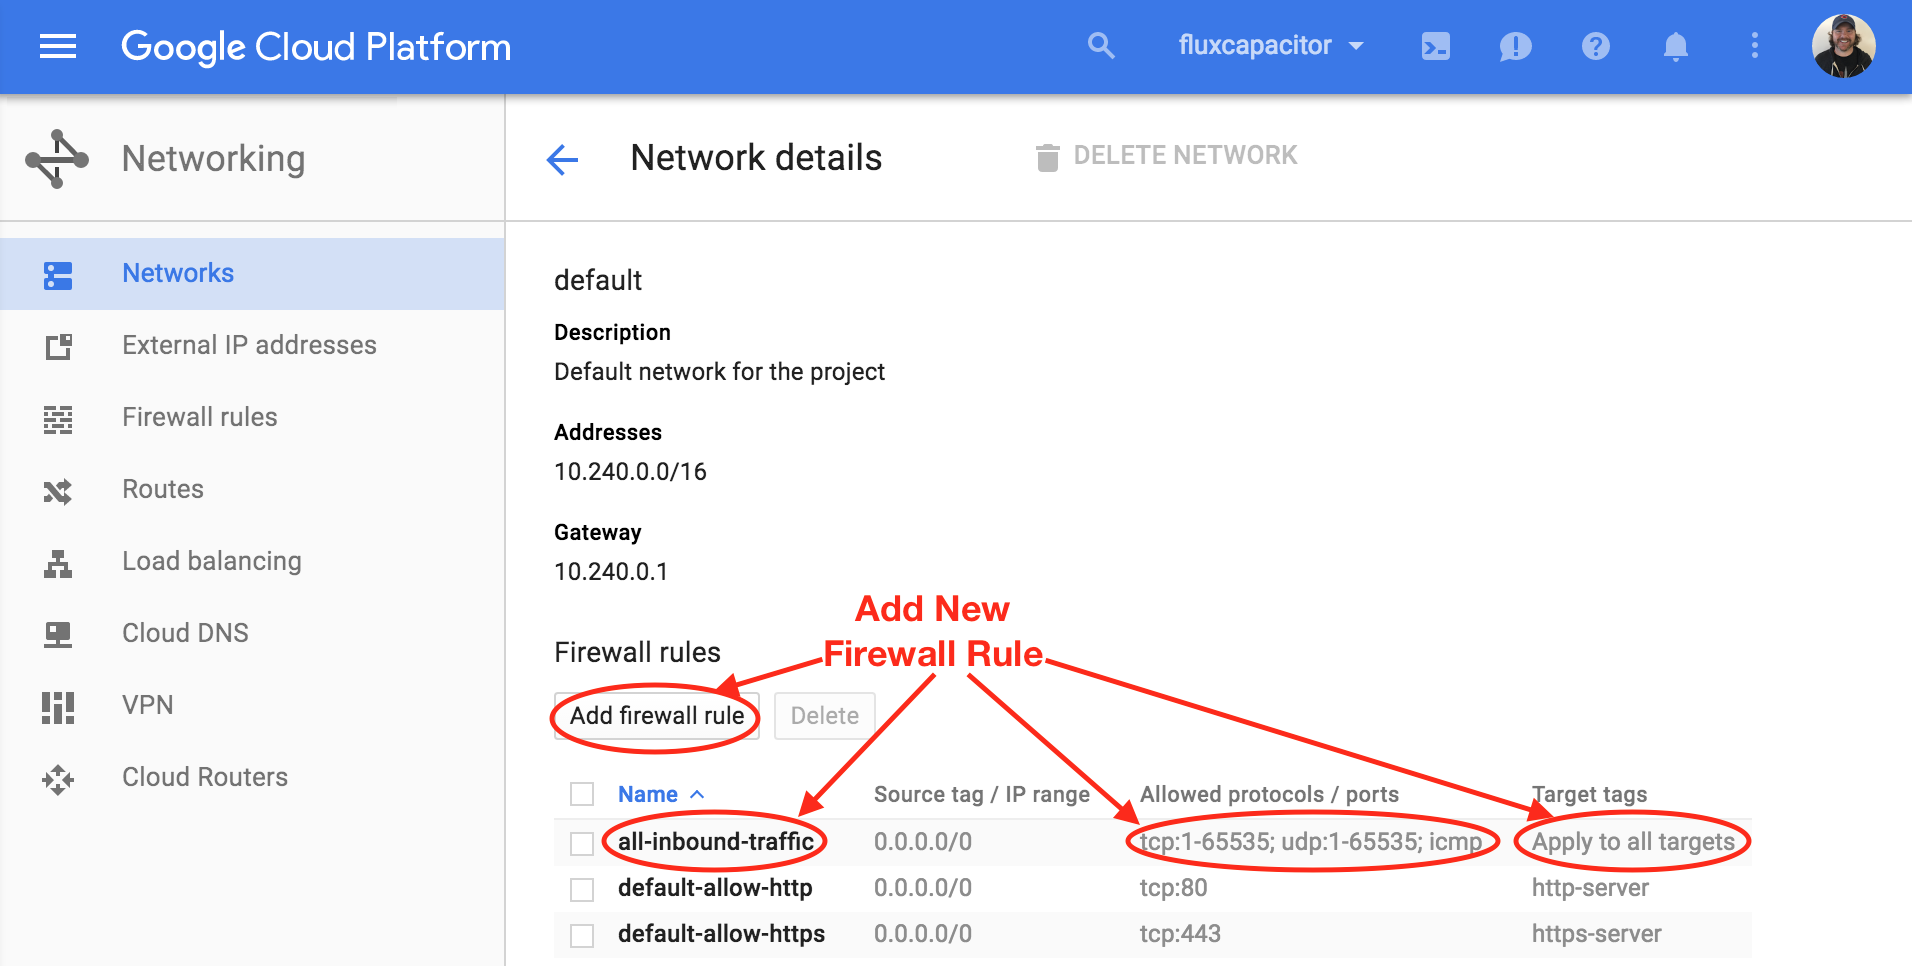 Google Cloud Platform
fluxcapacitor
Networking
Network details
DELETE NETWORK
Networks
External IP addresses
Firewall rules
Routes
Load balancing
Cloud DNS
VPN
Cloud Routers
default
Description
Default network for the project
Addresses
10.240.0.0/16
Gateway
10.240.0.1
Add New
Firewall Rule
Firewall rules
Add firewall rule Delete
Name Source tag / IP range Allowed protocols / ports Target tags
all-inbound-traffic 0.0.0.0/0 tcp:1-65535; udp:1-65535; icmp Apply to all targets
default-allow-http 0.0.0.0/0 tcp:80 http-server
default-allow-https 0.0.0.0/0 tcp:443 https-server